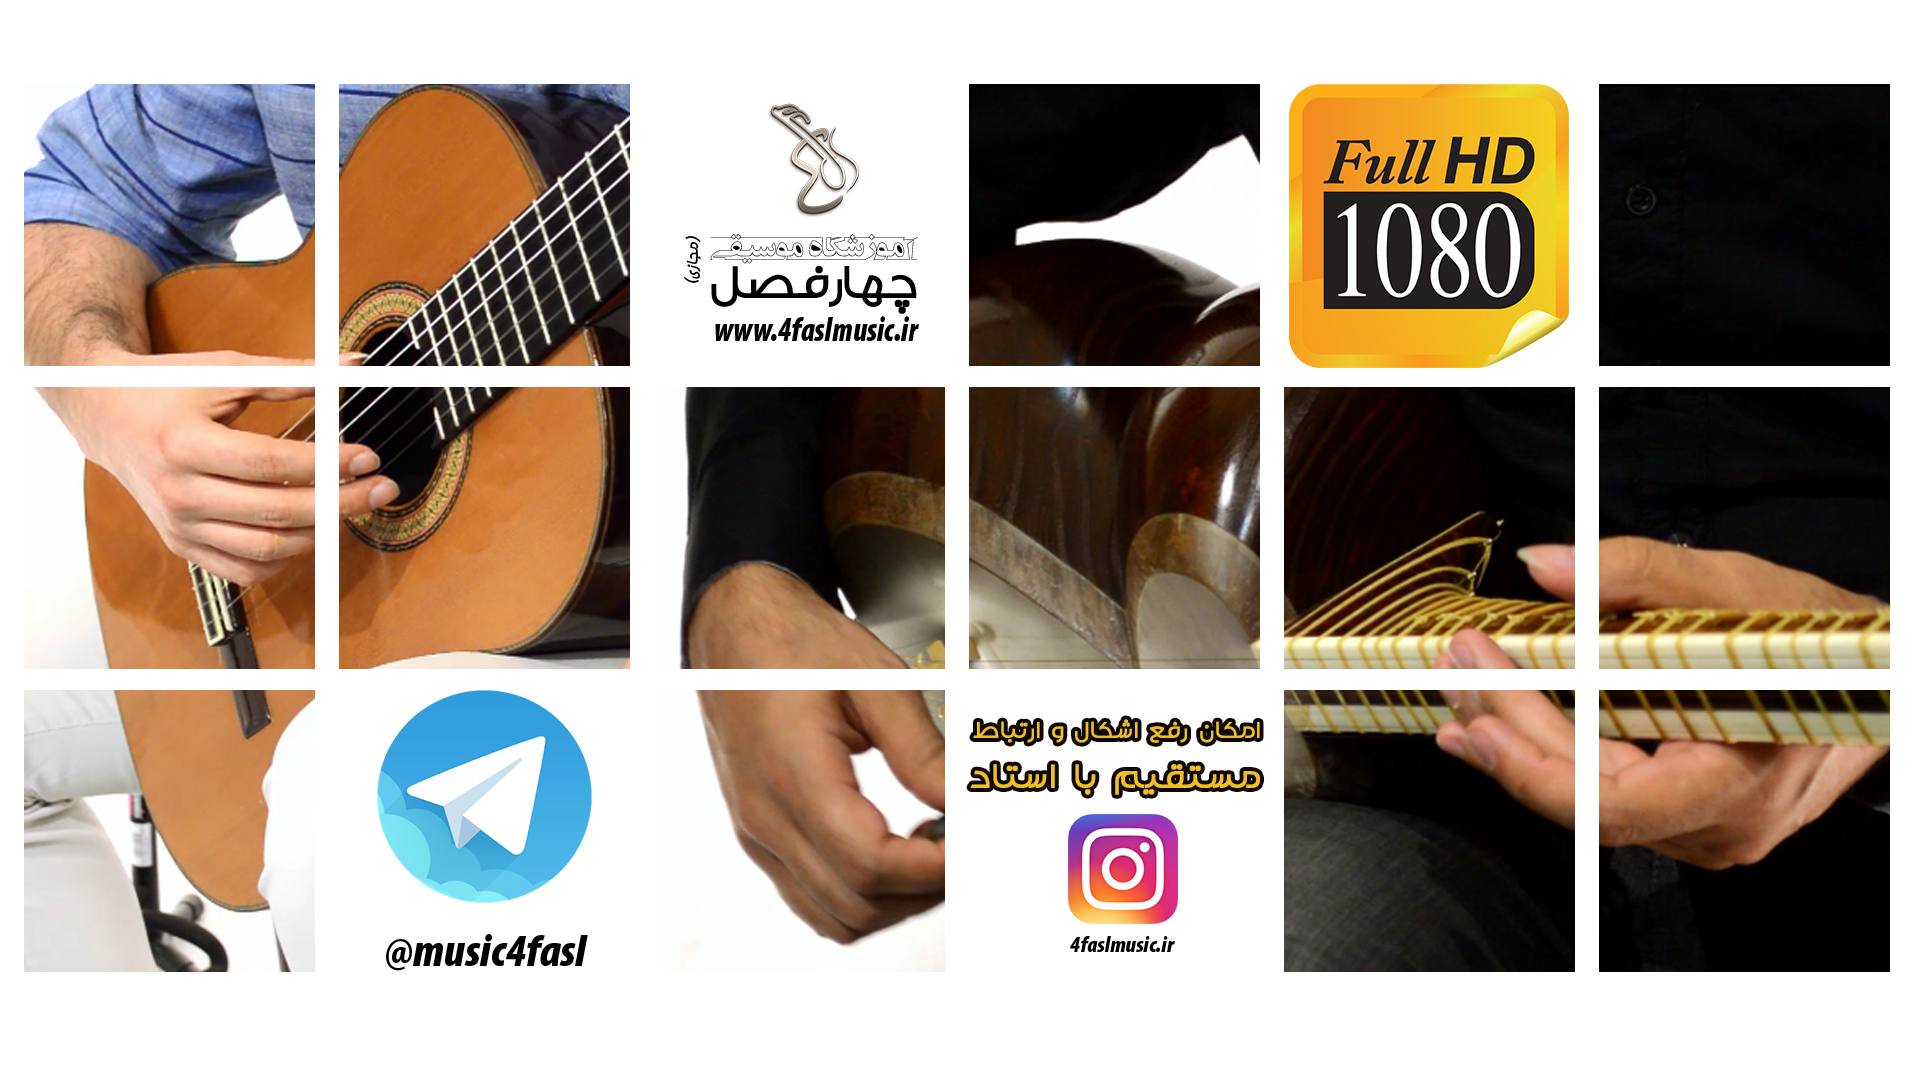 آموزشگاه موسیقی
(مجازی)
چهارفصل
www.4faslmusic.ir
Full HD
1080
@music4fasl
امکان رفع اشکال و ارتباط
مستقیم با استاد
4faslmusic.ir